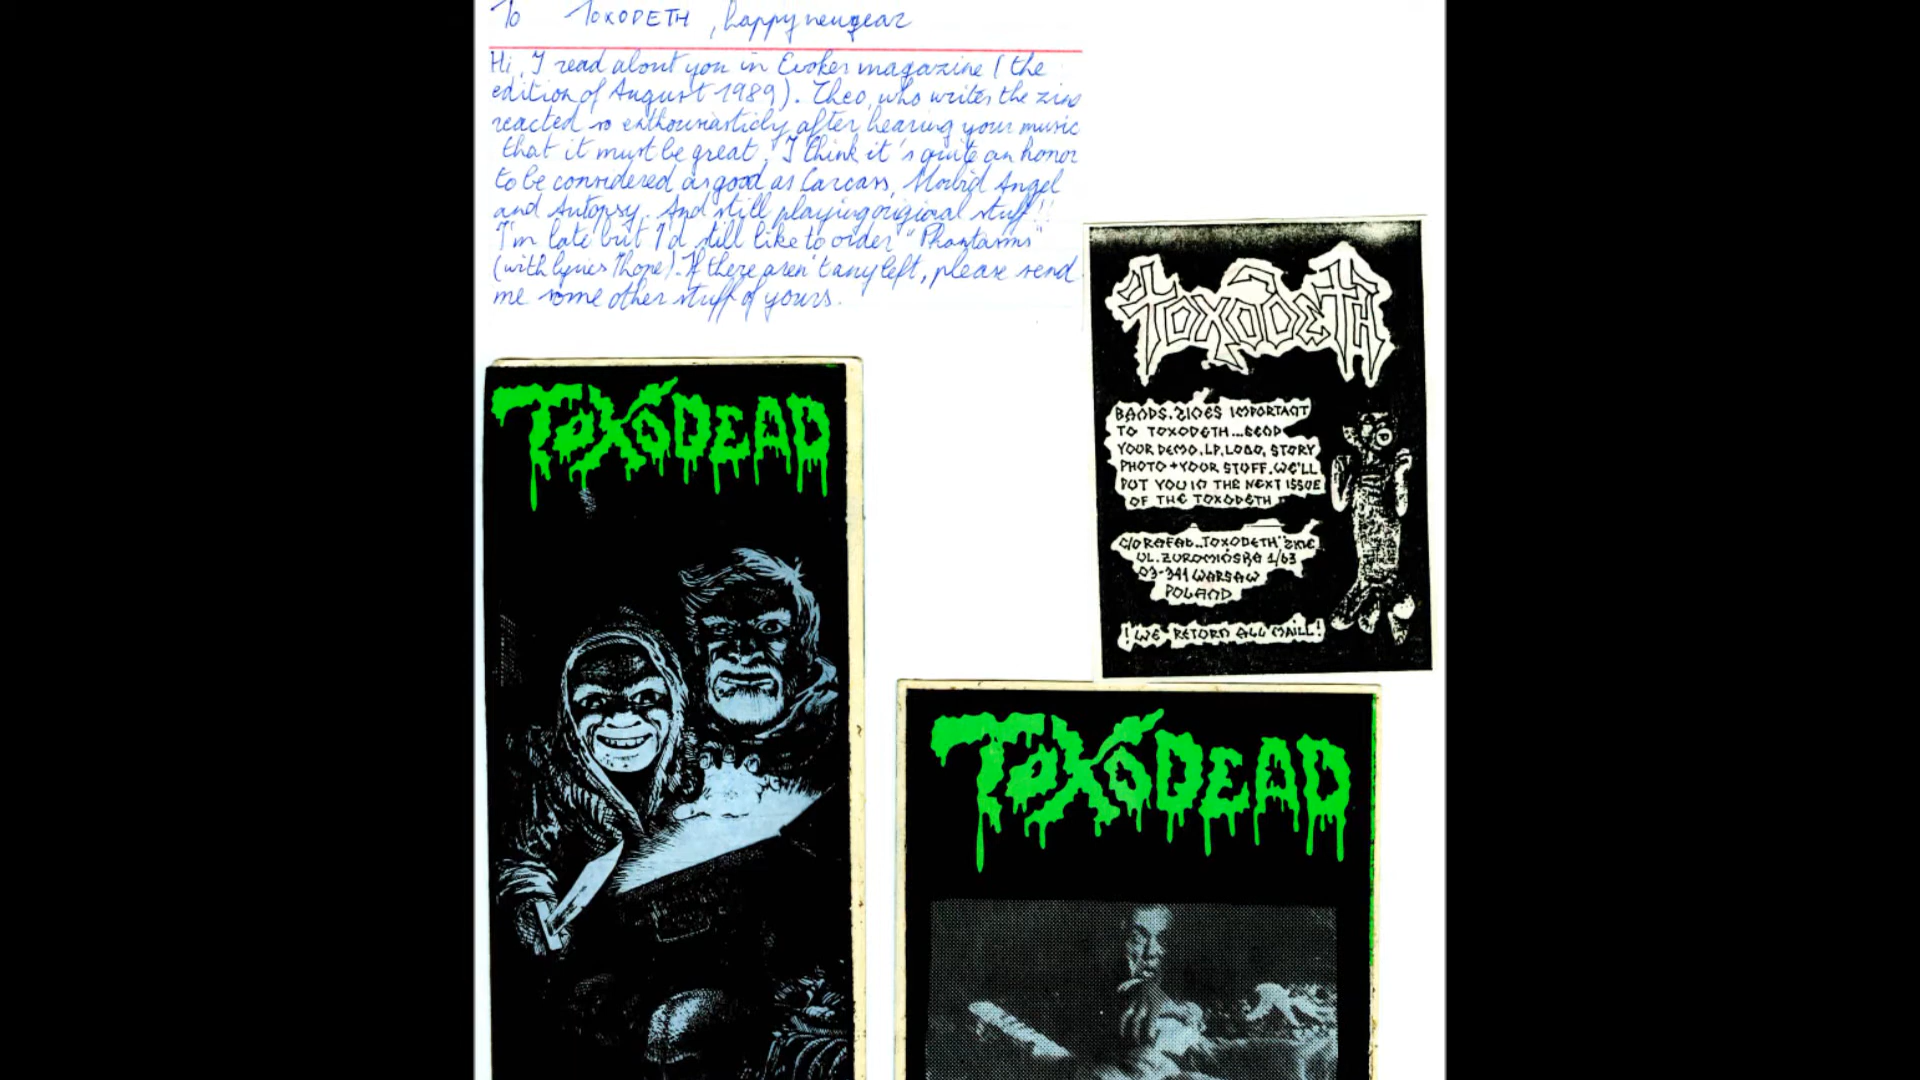 To Toxodeth, happy newyear
Hi, I read about you in Evoker magazine (the
edition of August 1989). Theo, who writes the zine
reacted so enthousiasticly after hearing your music
that it must be great. I think it's quite an honor
to be considered as good as Carcass, Morbid Angel
and Autopsy. And still playing original stuff!!
I'm late but I'd still like to order "Phantasms"
(with lyrics I hope). If there aren't any left, please send
me some other stuff of yours.
TOXODETH
BANDS, ZINES IMPORTANT
TO TOXODETH...SEND
YOUR DEMO, LP, LOGO, STORY
PHOTO + YOUR STUFF. WE'LL
PUT YOU IN THE NEXT ISSUE
OF THE TOXODETH
C/O RAFAŁ "TOXODETH" ZINE
UL. ŻUROMIŃSKA 1/63
03-341 WARSAW
POLAND
! WE RETURN ALL MAIL !
TOXODEAD
TOXODEAD